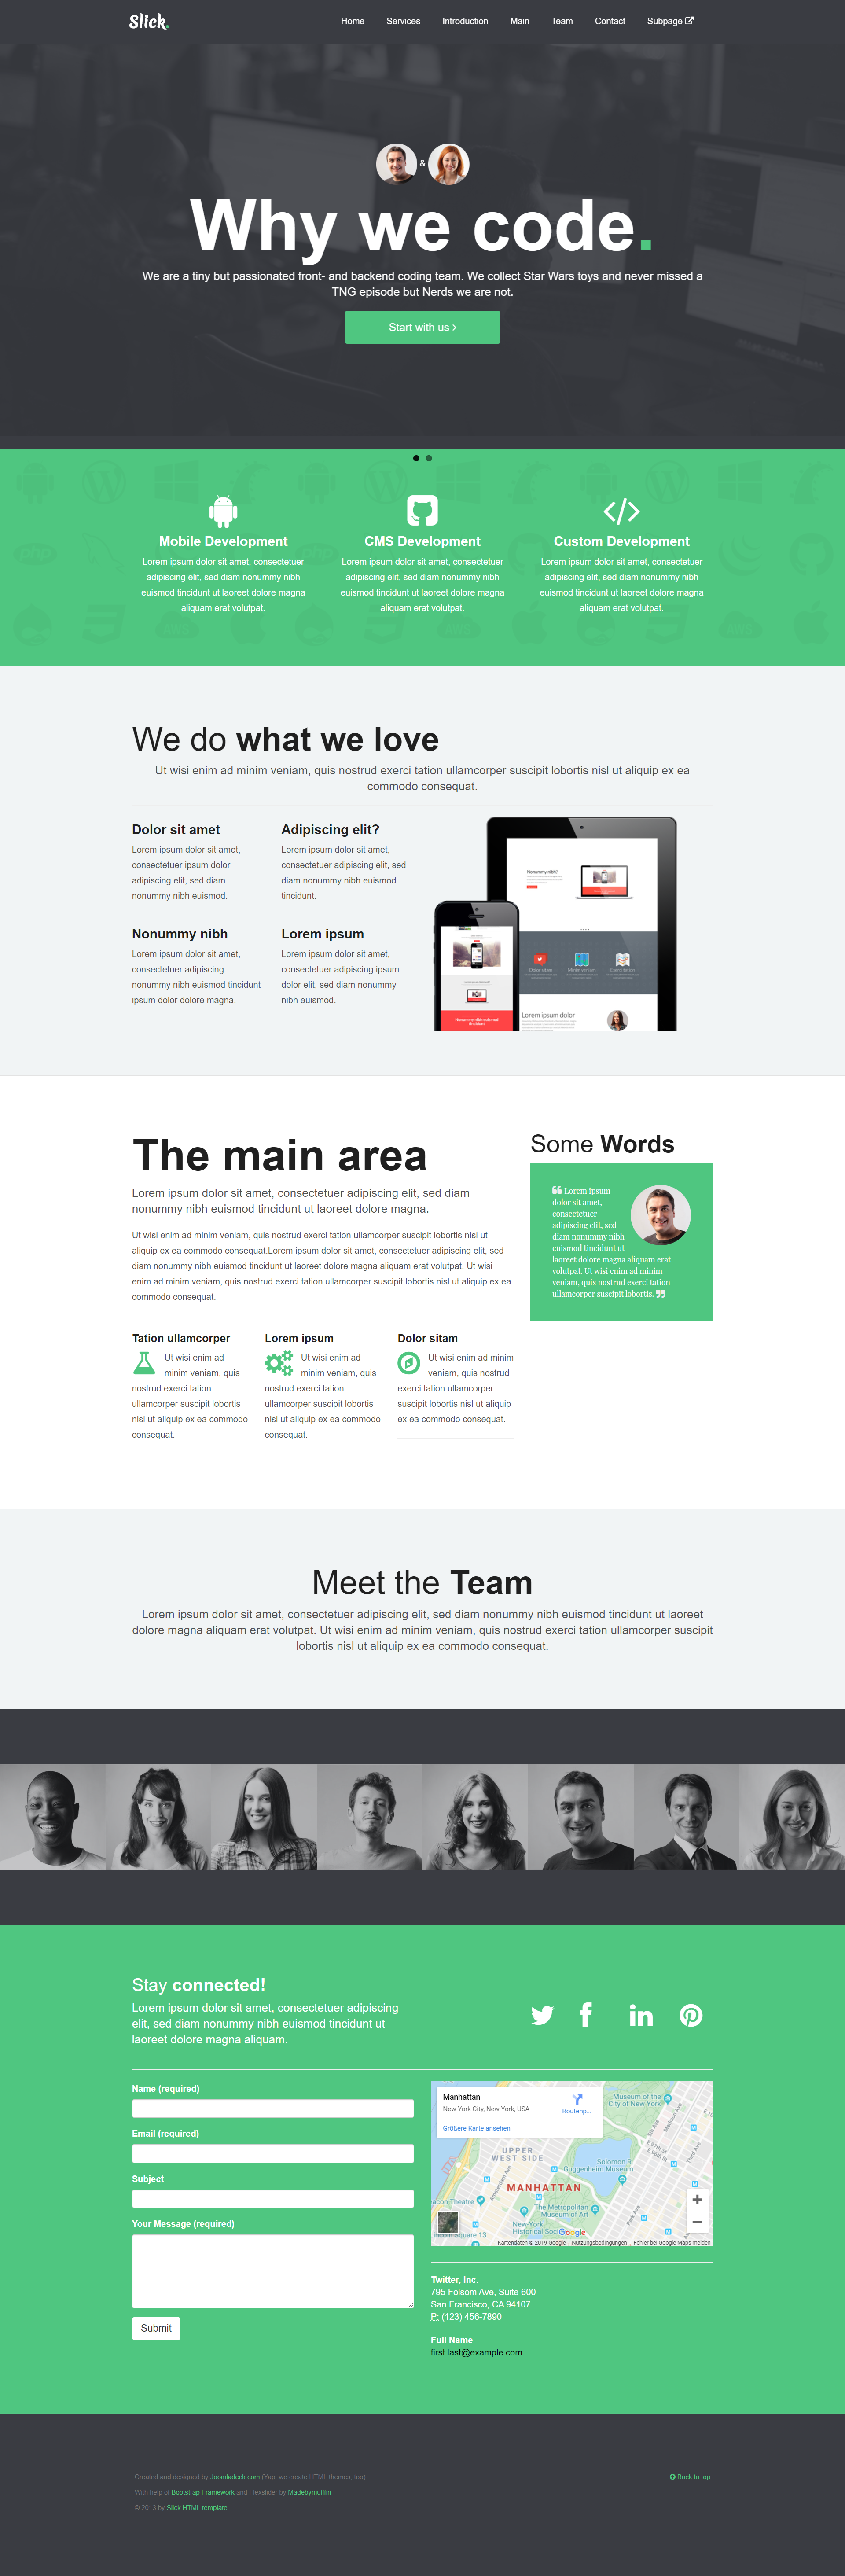 Slick.
Home Services Introduction Main Team Contact Subpage
&
Why we code.
We are a tiny but passionated front- and backend coding team. We collect Star Wars toys and never missed a
TNG episode but Nerds we are not.
Start with us ›
Mobile Development
Lorem ipsum dolor sit amet, consectetuer
adipiscing elit, sed diam nonummy nibh
euismod tincidunt ut laoreet dolore magna
aliquam erat volutpat.
CMS Development
Lorem ipsum dolor sit amet, consectetuer
adipiscing elit, sed diam nonummy nibh
euismod tincidunt ut laoreet dolore magna
aliquam erat volutpat.
Custom Development
Lorem ipsum dolor sit amet, consectetuer
adipiscing elit, sed diam nonummy nibh
euismod tincidunt ut laoreet dolore magna
aliquam erat volutpat.
We do what we love
Ut wisi enim ad minim veniam, quis nostrud exerci tation ullamcorper suscipit lobortis nisl ut aliquip ex ea
commodo consequat.
Dolor sit amet
Lorem ipsum dolor sit amet,
consectetuer ipsum dolor
adipiscing elit, sed diam
nonummy nibh euismod.
Adipiscing elit?
Lorem ipsum dolor sit amet,
consectetuer adipiscing elit, sed
diam nonummy nibh euismod
tincidunt.
Nonummy nibh
Lorem ipsum dolor sit amet,
consectetuer adipiscing
nonummy nibh euismod tincidunt
ipsum dolor dolore magna.
Lorem ipsum
Lorem ipsum dolor sit amet,
consectetuer adipiscing ipsum
dolor elit, sed diam nonummy
nibh euismod.
Nonummy nibh?
Lorem ipsum dolor
The main area
Lorem ipsum dolor sit amet, consectetuer adipiscing elit, sed diam
nonummy nibh euismod tincidunt ut laoreet dolore magna.
Ut wisi enim ad minim veniam, quis nostrud exerci tation ullamcorper suscipit lobortis nisl ut
aliquip ex ea commodo consequat.Lorem ipsum dolor sit amet, consectetuer adipiscing elit, sed
diam nonummy nibh euismod tincidunt ut laoreet dolore magna aliquam erat volutpat. Ut wisi
enim ad minim veniam, quis nostrud exerci tation ullamcorper suscipit lobortis nisl ut aliquip ex ea
commodo consequat.
Tation ullamcorper
Ut wisi enim ad
minim veniam, quis
nostrud exerci tation
ullamcorper suscipit lobortis
nisl ut aliquip ex ea commodo
consequat.
Lorem ipsum
Ut wisi enim ad
minim veniam, quis
nostrud exerci tation
ullamcorper suscipit lobortis
nisl ut aliquip ex ea commodo
consequat.
Dolor sitam
Ut wisi enim ad minim
veniam, quis nostrud
exerci tation ullamcorper
suscipit lobortis nisl ut aliquip
ex ea commodo consequat.
Some Words
Lorem ipsum
dolor sit amet,
consectetuer
adipiscing elit, sed
diam nonummy nibh
euismod tincidunt ut
laoreet dolore magna aliquam erat
volutpat. Ut wisi enim ad minim
veniam, quis nostrud exerci tation
ullamcorper suscipit lobortis.
Meet the Team
Lorem ipsum dolor sit amet, consectetuer adipiscing elit, sed diam nonummy nibh euismod tincidunt ut laoreet
dolore magna aliquam erat volutpat. Ut wisi enim ad minim veniam, quis nostrud exerci tation ullamcorper suscipit
lobortis nisl ut aliquip ex ea commodo consequat.
Stay connected!
Lorem ipsum dolor sit amet, consectetuer adipiscing
elit, sed diam nonummy nibh euismod tincidunt ut
laoreet dolore magna aliquam.
Name (required)
Email (required)
Subject
Your Message (required)
Submit
Manhattan
New York City, New York, USA
Routenp...
Größere Karte ansehen
Museum of the
City of New York
UPPER
WEST SIDE
Solomon R.
Guggenheim Museum
MANHATTAN
eacon Theatre
The Metropolitan
Museum of Art
New-York
Historical Soci
Google
Kartendaten © 2019 Google Nutzungsbedingungen Fehler bei Google Maps melden
Twitter, Inc.
795 Folsom Ave, Suite 600
San Francisco, CA 94107
P: (123) 456-7890
Full Name
first.last@example.com
Created and designed by Joomladeck.com (Yap, we create HTML themes, too)
Back to top
With help of Bootstrap Framework and Flexslider by Madebymufffin
© 2013 by Slick HTML template